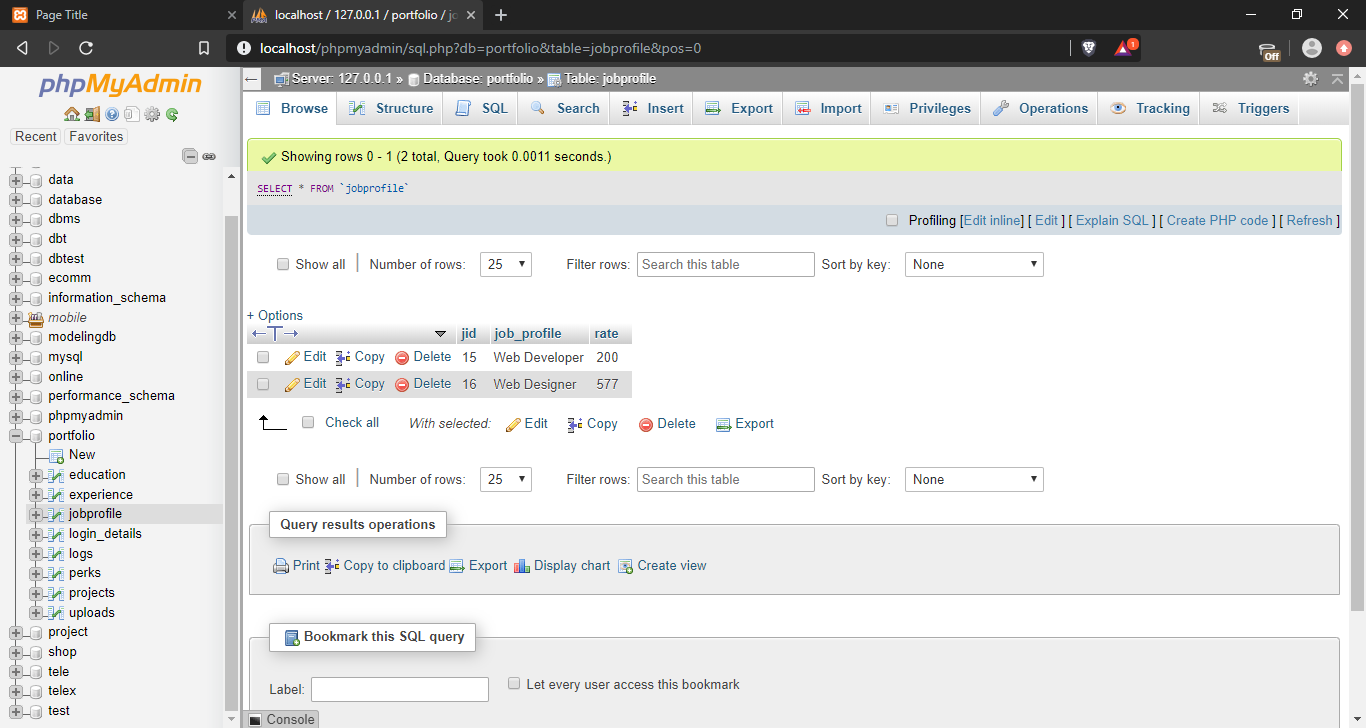 Page Title
localhost / 127.0.0.1 / portfolio / jc
localhost/phpmyadmin/sql.php?db=portfolio&table=jobprofile&pos=0
1
Off
phpMyAdmin
Recent Favorites
data
database
dbms
dbt
dbtest
ecomm
information_schema
mobile
modelingdb
mysql
online
performance_schema
phpmyadmin
portfolio
New
education
experience
jobprofile
login_details
logs
perks
projects
uploads
project
shop
tele
telex
test
Server: 127.0.0.1 » Database: portfolio » Table: jobprofile
Browse Structure SQL Search Insert Export Import Privileges Operations Tracking Triggers
Showing rows 0 - 1 (2 total, Query took 0.0011 seconds.)
SELECT * FROM `jobprofile`
Profiling [Edit inline] [ Edit ] [ Explain SQL ] [ Create PHP code ] [ Refresh ]
Show all | Number of rows: 25 Filter rows: Search this table Sort by key: None
+ Options
←T→ jid job_profile rate
Edit Copy Delete 15 Web Developer 200
Edit Copy Delete 16 Web Designer 577
Check all With selected: Edit Copy Delete Export
Show all | Number of rows: 25 Filter rows: Search this table Sort by key: None
Query results operations
Print Copy to clipboard Export Display chart Create view
Bookmark this SQL query
Label: Let every user access this bookmark
Console